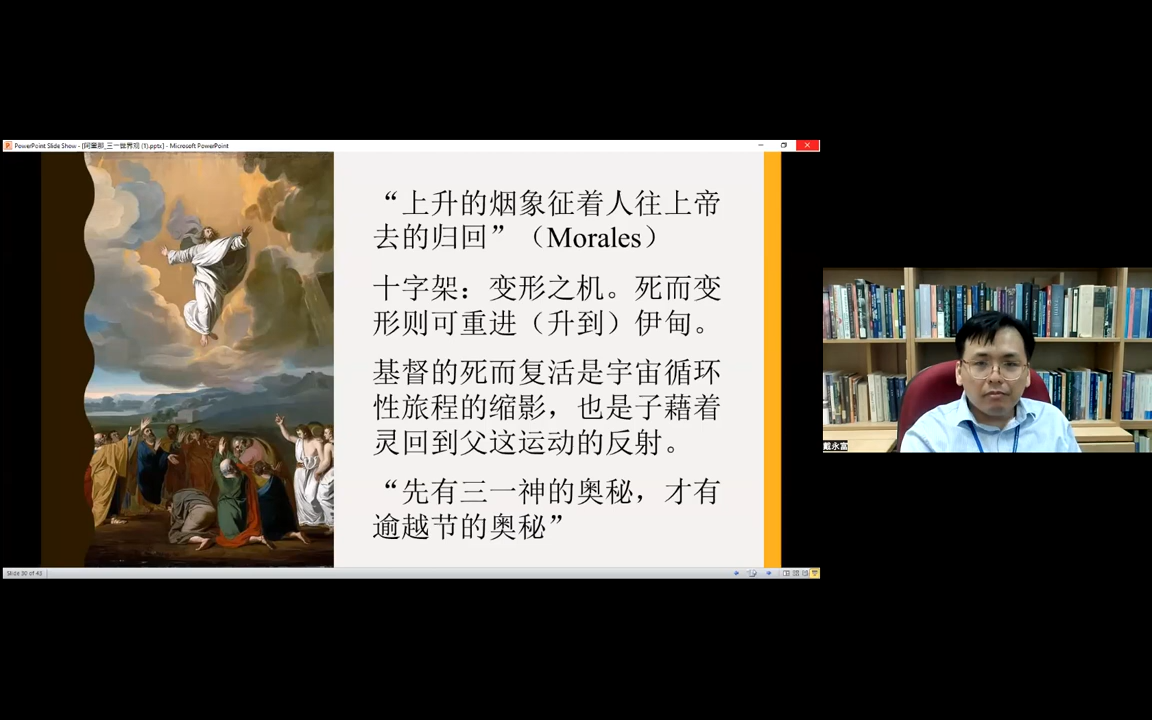 PowerPoint Slide Show - [阿奎那_三一世界观 (1).pptx] - Microsoft PowerPoint
“上升的烟象征着人往上帝
去的归回”（Morales）
十字架：变形之机。死而变
形则可重进（升到）伊甸。
基督的死而复活是宇宙循环
性旅程的缩影，也是子藉着
灵回到父这运动的反射。
“先有三一神的奥秘，才有
逾越节的奥秘”
戴永富
Slide 30 of 43